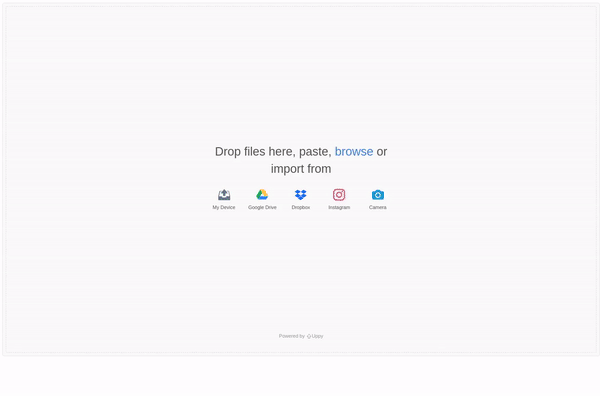 Drop files here, paste, browse or
import from
My Device Google Drive Dropbox Instagram Camera
Powered by Uppy